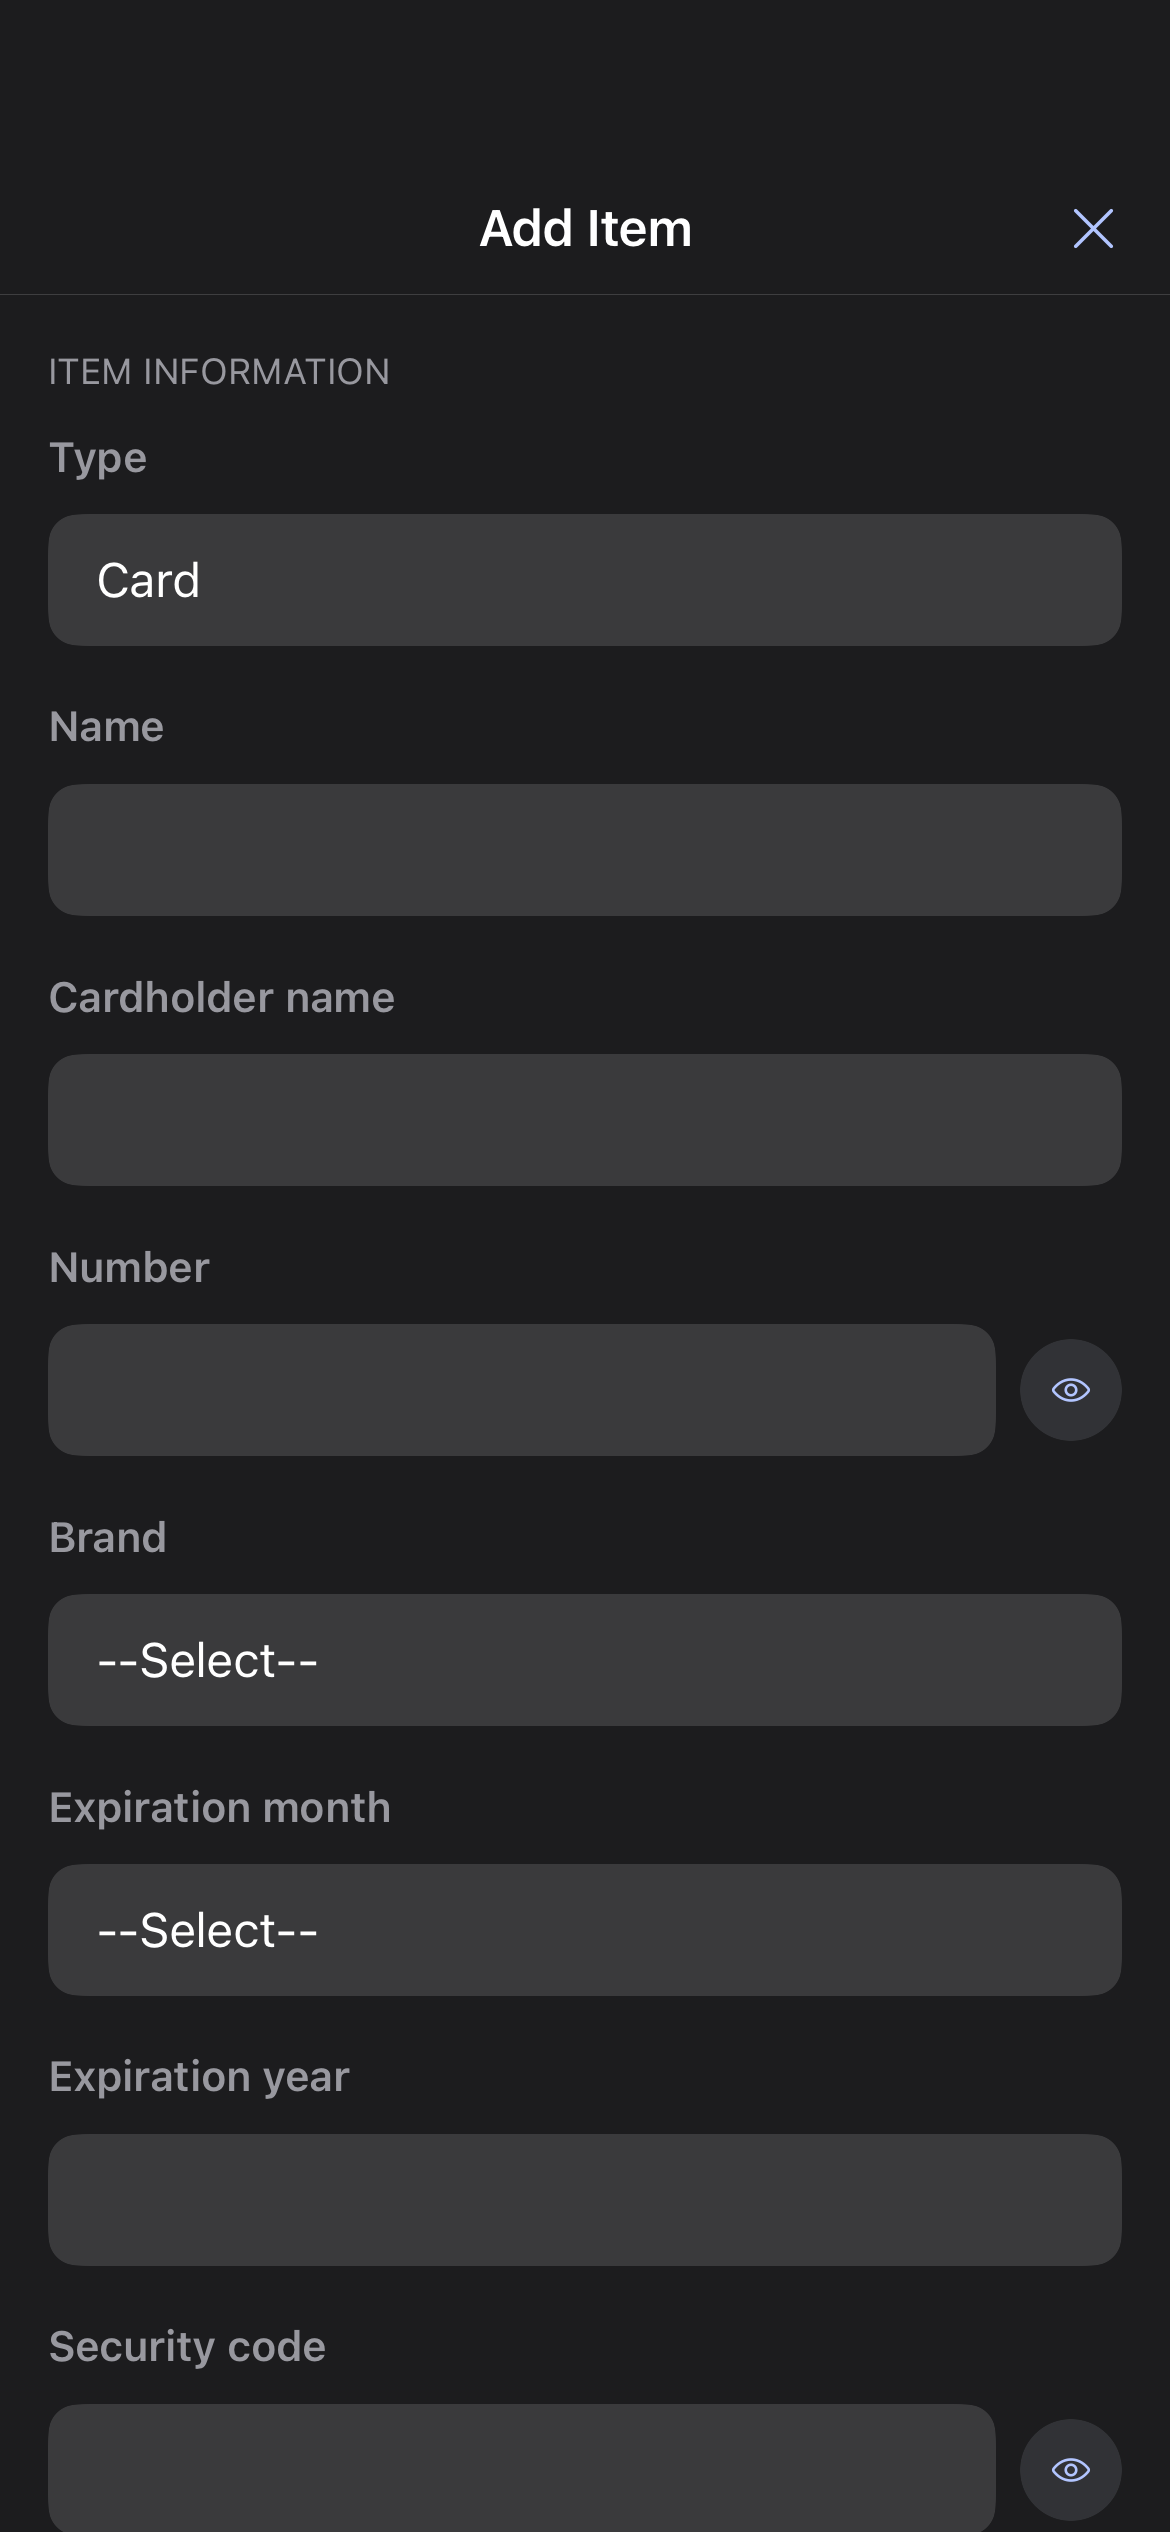 Add Item
ITEM INFORMATION
Type
Card
Name
Cardholder name
Number
Brand
--Select--
Expiration month
--Select--
Expiration year
Security code